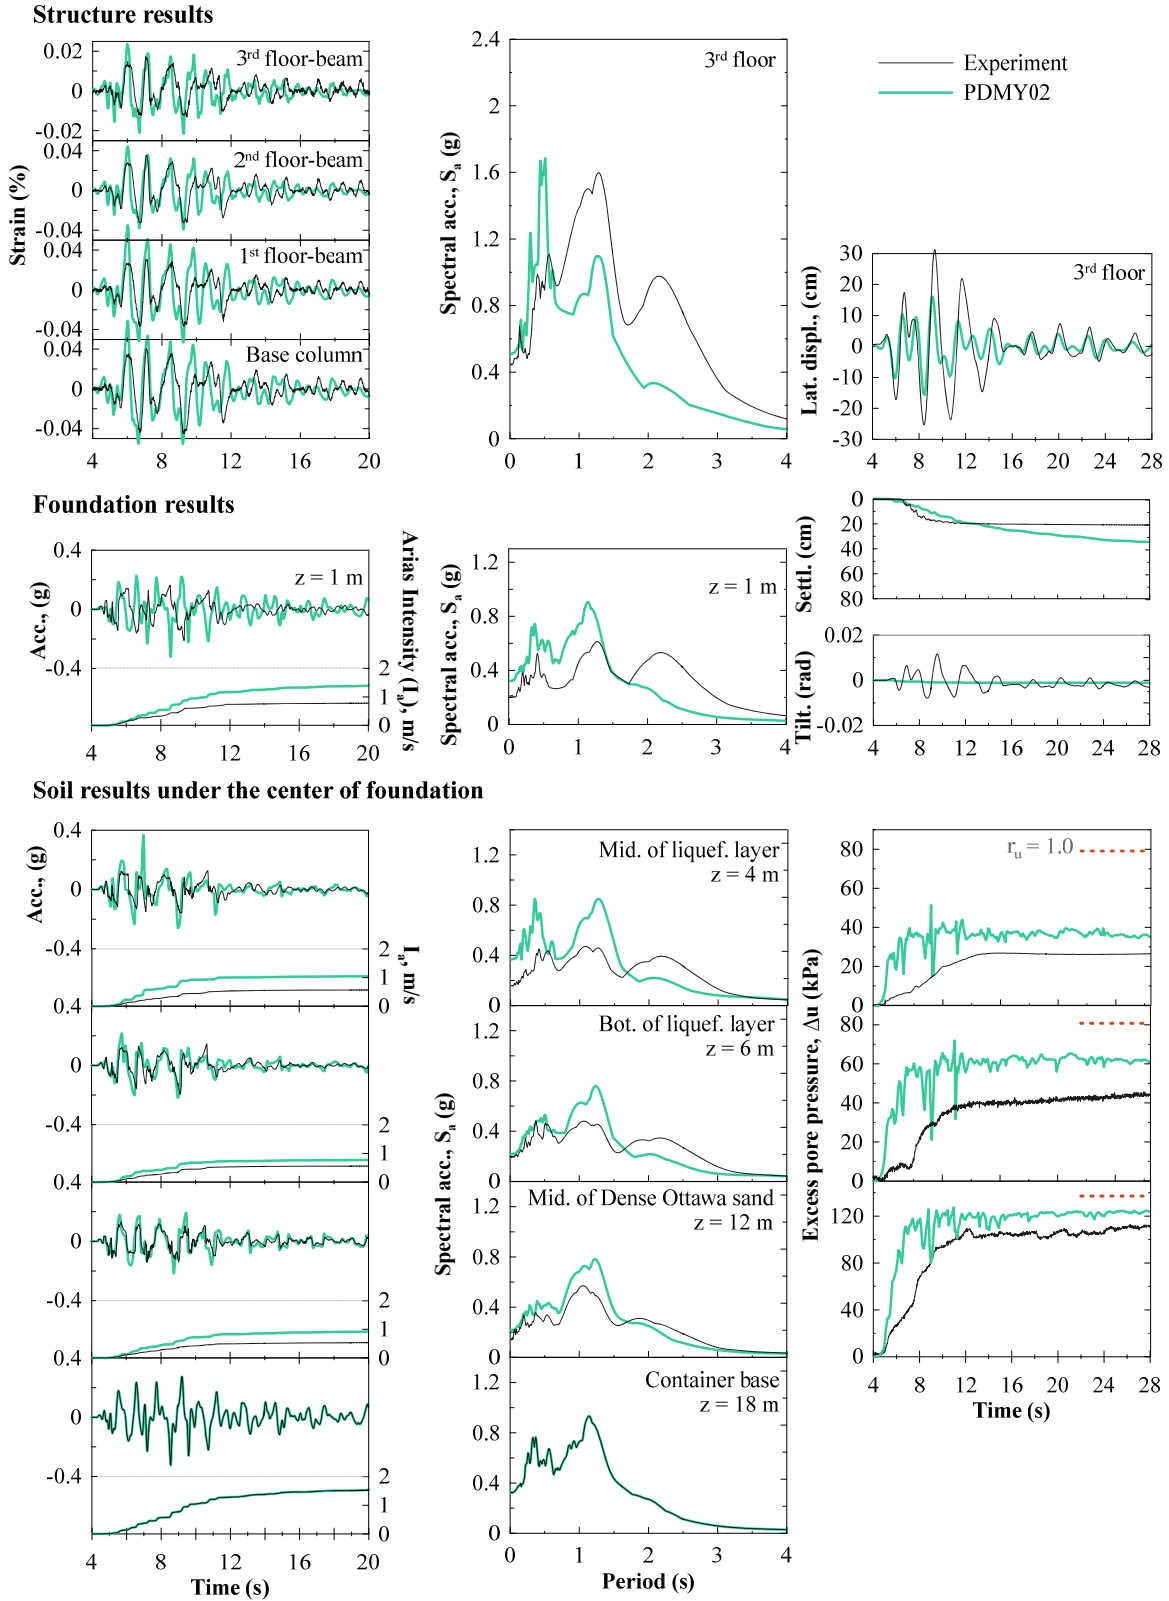 Structure results
Experiment
PDMY02
Strain (%)
0.02
0
-0.02
3rd floor-beam
0.04
0
-0.04
2nd floor-beam
0.04
0
-0.04
1st floor-beam
0.04
0
-0.04
Base column
4 8 12 16 20
Spectral acc., Sa (g)
3rd floor
2.4
2
1.6
1.2
0.8
0.4
0
0 1 2 3 4
Lat. displ., (cm)
3rd floor
30
20
10
0
-10
-20
-30
4 8 12 16 20 24 28
Foundation results
Acc., (g)
0.4
0
-0.4
z = 1 m
Arias Intensity (Ia), m/s
2
1
0
4 8 12 16 20
Spectral acc., Sa (g)
z = 1 m
1.2
0.8
0.4
0
0 1 2 3 4
Settl. (cm)
0
20
40
60
80
Tilt. (rad)
0.02
0
-0.02
4 8 12 16 20 24 28
Soil results under the center of foundation
Acc., (g)
0.4
0
-0.4
Ia, m/s
2
1
0
0.4
0
-0.4
2
1
0
0.4
0
-0.4
2
1
0
0.4
0
-0.4
2
1
0
4 8 12 16 20
Time (s)
Spectral acc., Sa (g)
Mid. of liquef. layer
z = 4 m
1.2
0.8
0.4
0
Bot. of liquef. layer
z = 6 m
1.2
0.8
0.4
0
Mid. of Dense Ottawa sand
z = 12 m
1.2
0.8
0.4
0
Container base
z = 18 m
1.2
0.8
0.4
0
0 1 2 3 4
Period (s)
Excess pore pressure, Δu (kPa)
ru = 1.0
80
60
40
20
0
80
60
40
20
0
120
80
40
0
4 8 12 16 20 24 28
Time (s)